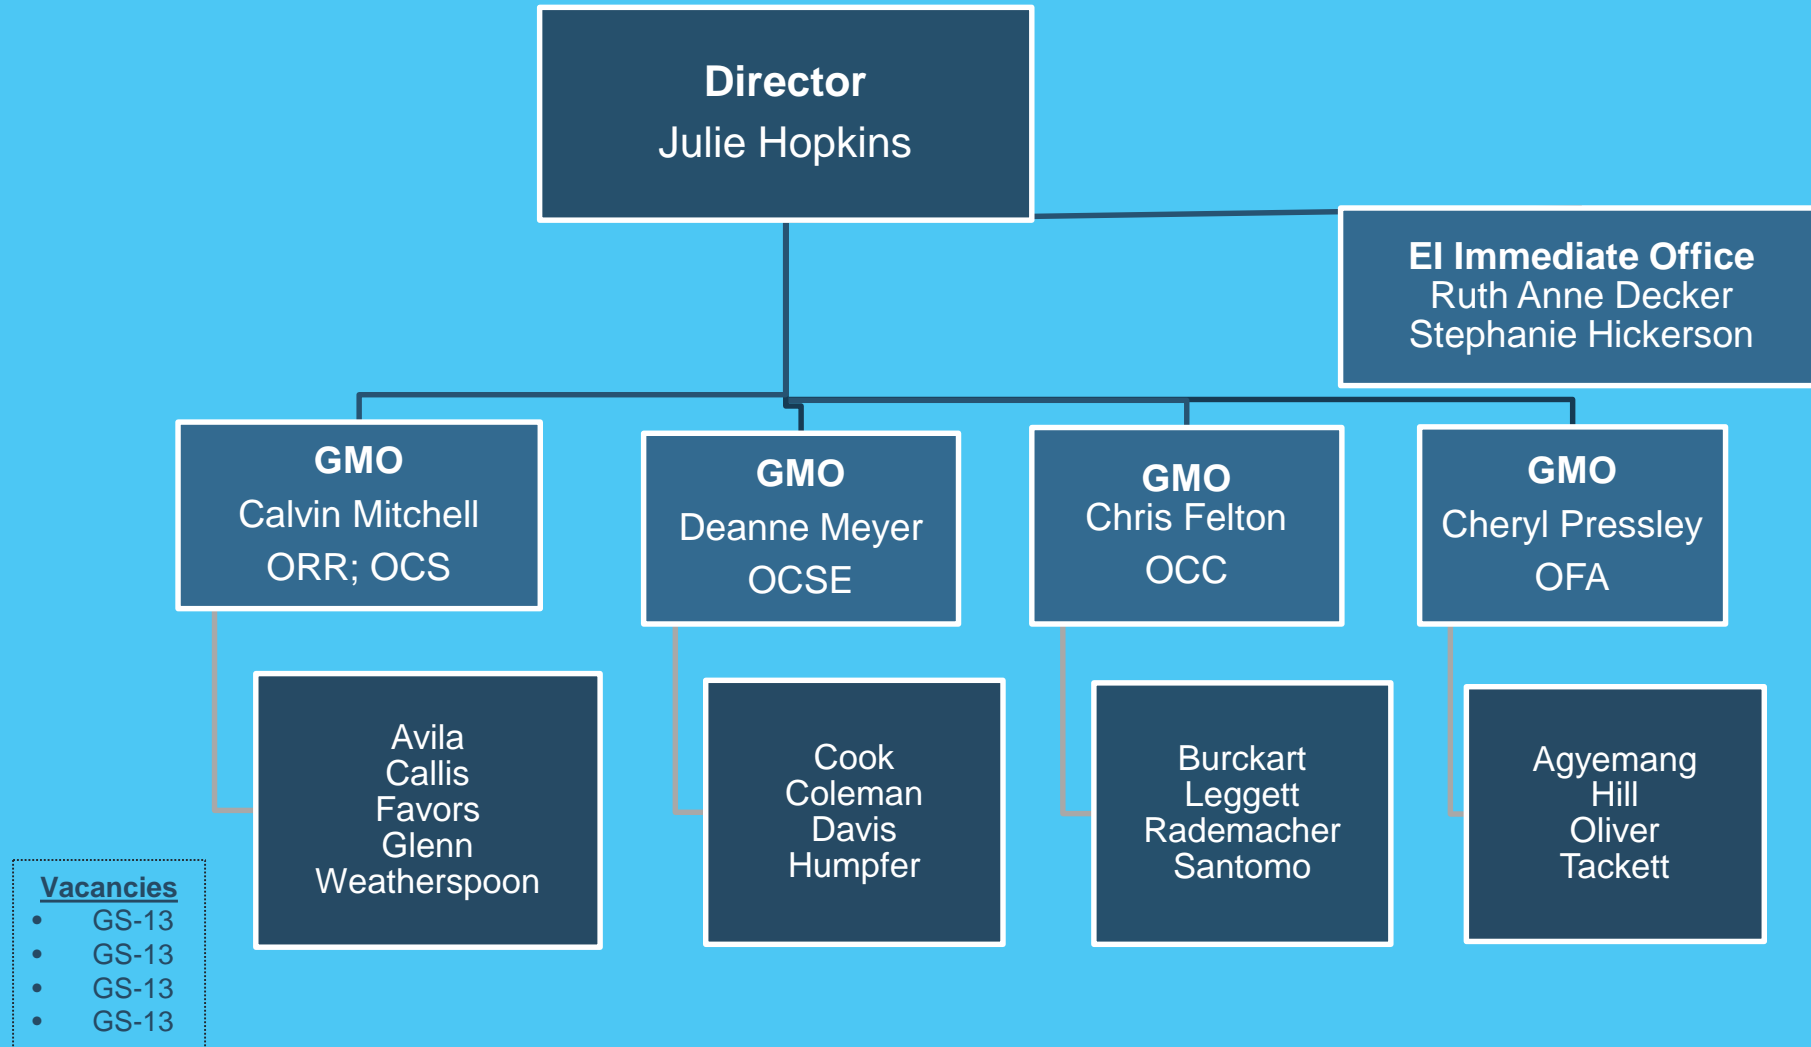 Director
Julie Hopkins
EI Immediate Office
Ruth Anne Decker
Stephanie Hickerson
GMO
Calvin Mitchell
ORR; OCS
GMO
Deanne Meyer
OCSE
GMO
Chris Felton
OCC
GMO
Cheryl Pressley
OFA
Avila
Callis
Favors
Glenn
Weatherspoon
Cook
Coleman
Davis
Humpfer
Burckart
Leggett
Rademacher
Santomo
Agyemang
Hill
Oliver
Tackett
Vacancies
• GS-13
• GS-13
• GS-13
• GS-13